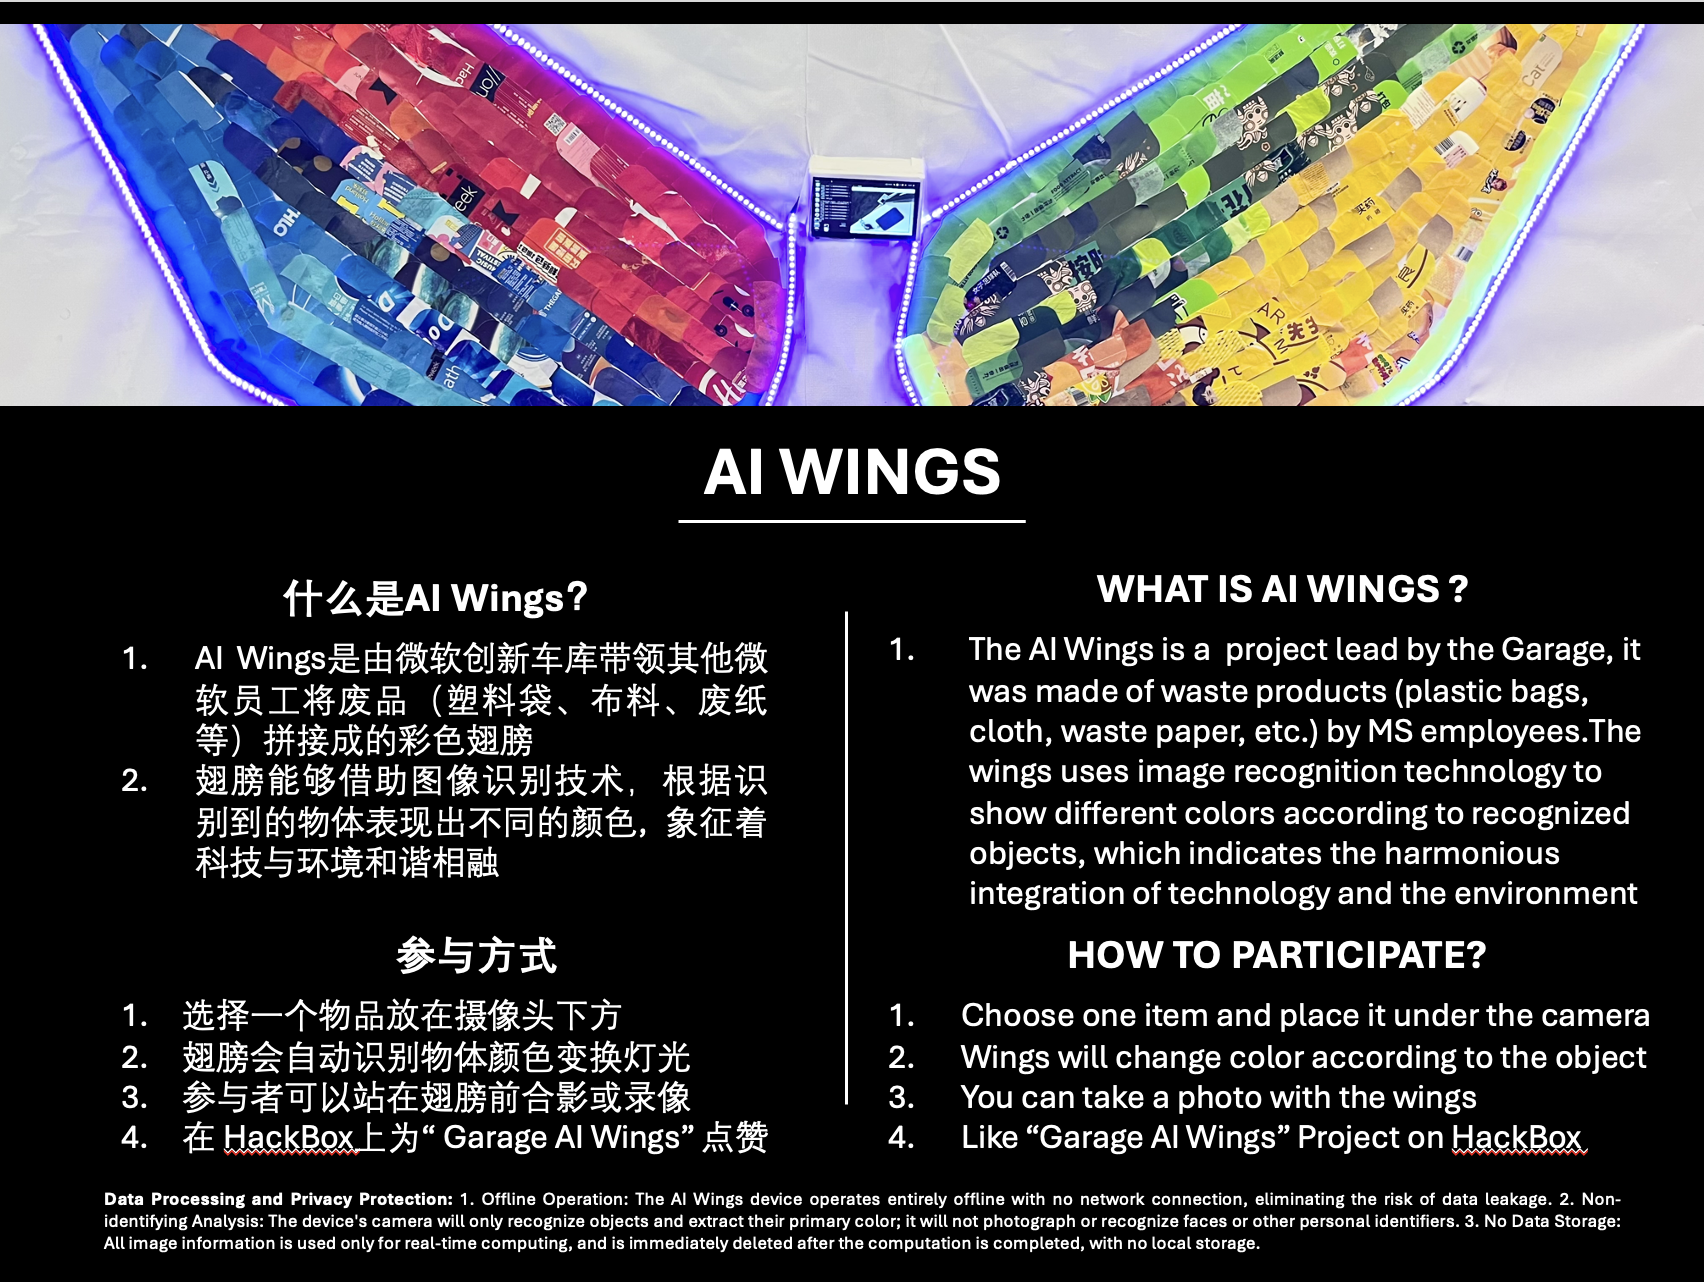 AI WINGS
什么是AI Wings?
1. AI Wings是由微软创新车库带领其他微
软员工将废品（塑料袋、布料、废纸
等）拼接成的彩色翅膀
2. 翅膀能够借助图像识别技术，根据识
别到的物体表现出不同的颜色，象征着
科技与环境和谐相融
参与方式
1. 选择一个物品放在摄像头下方
2. 翅膀会自动识别物体颜色变换灯光
3. 参与者可以站在翅膀前合影或录像
4. 在 HackBox上为“ Garage AI Wings” 点赞
WHAT IS AI WINGS ?
1. The AI Wings is a project lead by the Garage, it
was made of waste products (plastic bags,
cloth, waste paper, etc.) by MS employees.The
wings uses image recognition technology to
show different colors according to recognized
objects, which indicates the harmonious
integration of technology and the environment
HOW TO PARTICIPATE?
1. Choose one item and place it under the camera
2. Wings will change color according to the object
3. You can take a photo with the wings
4. Like “Garage AI Wings” Project on HackBox
Data Processing and Privacy Protection: 1. Offline Operation: The AI Wings device operates entirely offline with no network connection, eliminating the risk of data leakage. 2. Non-
identifying Analysis: The device's camera will only recognize objects and extract their primary color; it will not photograph or recognize faces or other personal identifiers. 3. No Data Storage:
All image information is used only for real-time computing, and is immediately deleted after the computation is completed, with no local storage.